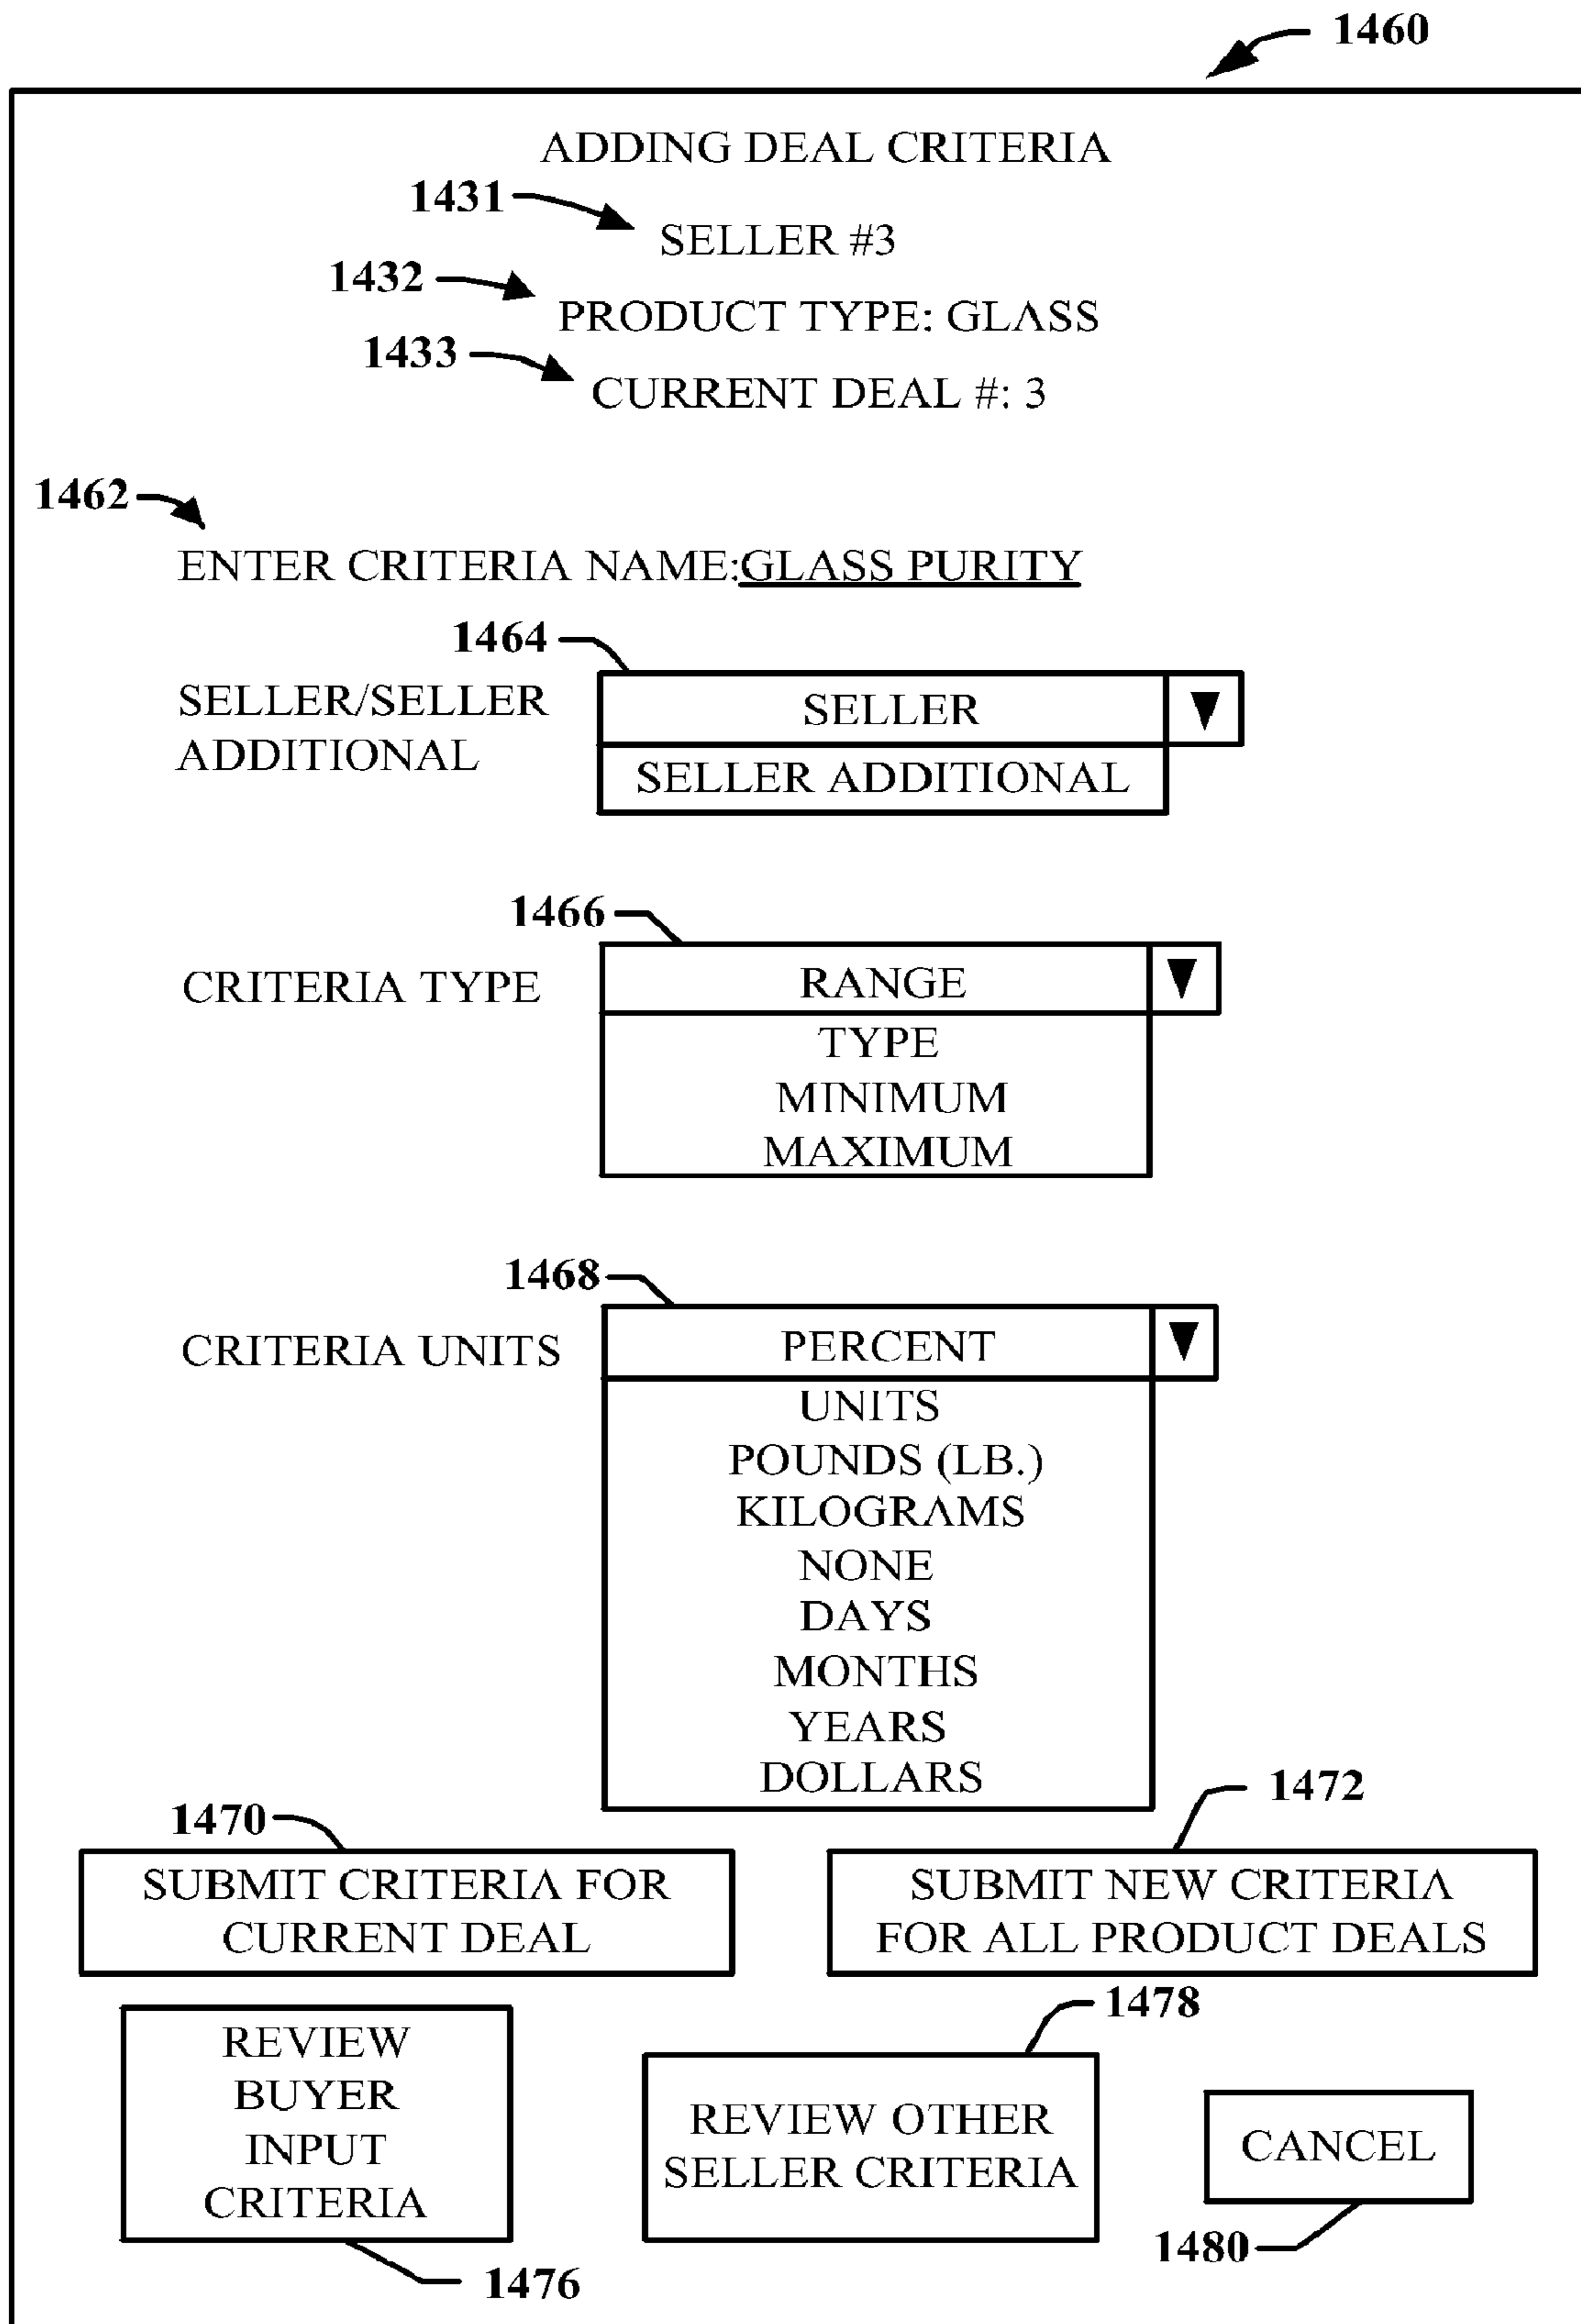 1460
ADDING DEAL CRITERIA
1431
SELLER #3
1432
PRODUCT TYPE: GLASS
1433
CURRENT DEAL #: 3
1462
ENTER CRITERIA NAME:GLASS PURITY
1464
SELLER/SELLER
ADDITIONAL
SELLER
SELLER ADDITIONAL
1466
CRITERIA TYPE
RANGE
TYPE
MINIMUM
MAXIMUM
1468
CRITERIA UNITS
PERCENT
UNITS
POUNDS (LB.)
KILOGRAMS
NONE
DAYS
MONTHS
YEARS
DOLLARS
1470
SUBMIT CRITERIA FOR
CURRENT DEAL
1472
SUBMIT NEW CRITERIA
FOR ALL PRODUCT DEALS
REVIEW
BUYER
INPUT
CRITERIA
1476
1478
REVIEW OTHER
SELLER CRITERIA
CANCEL
1480